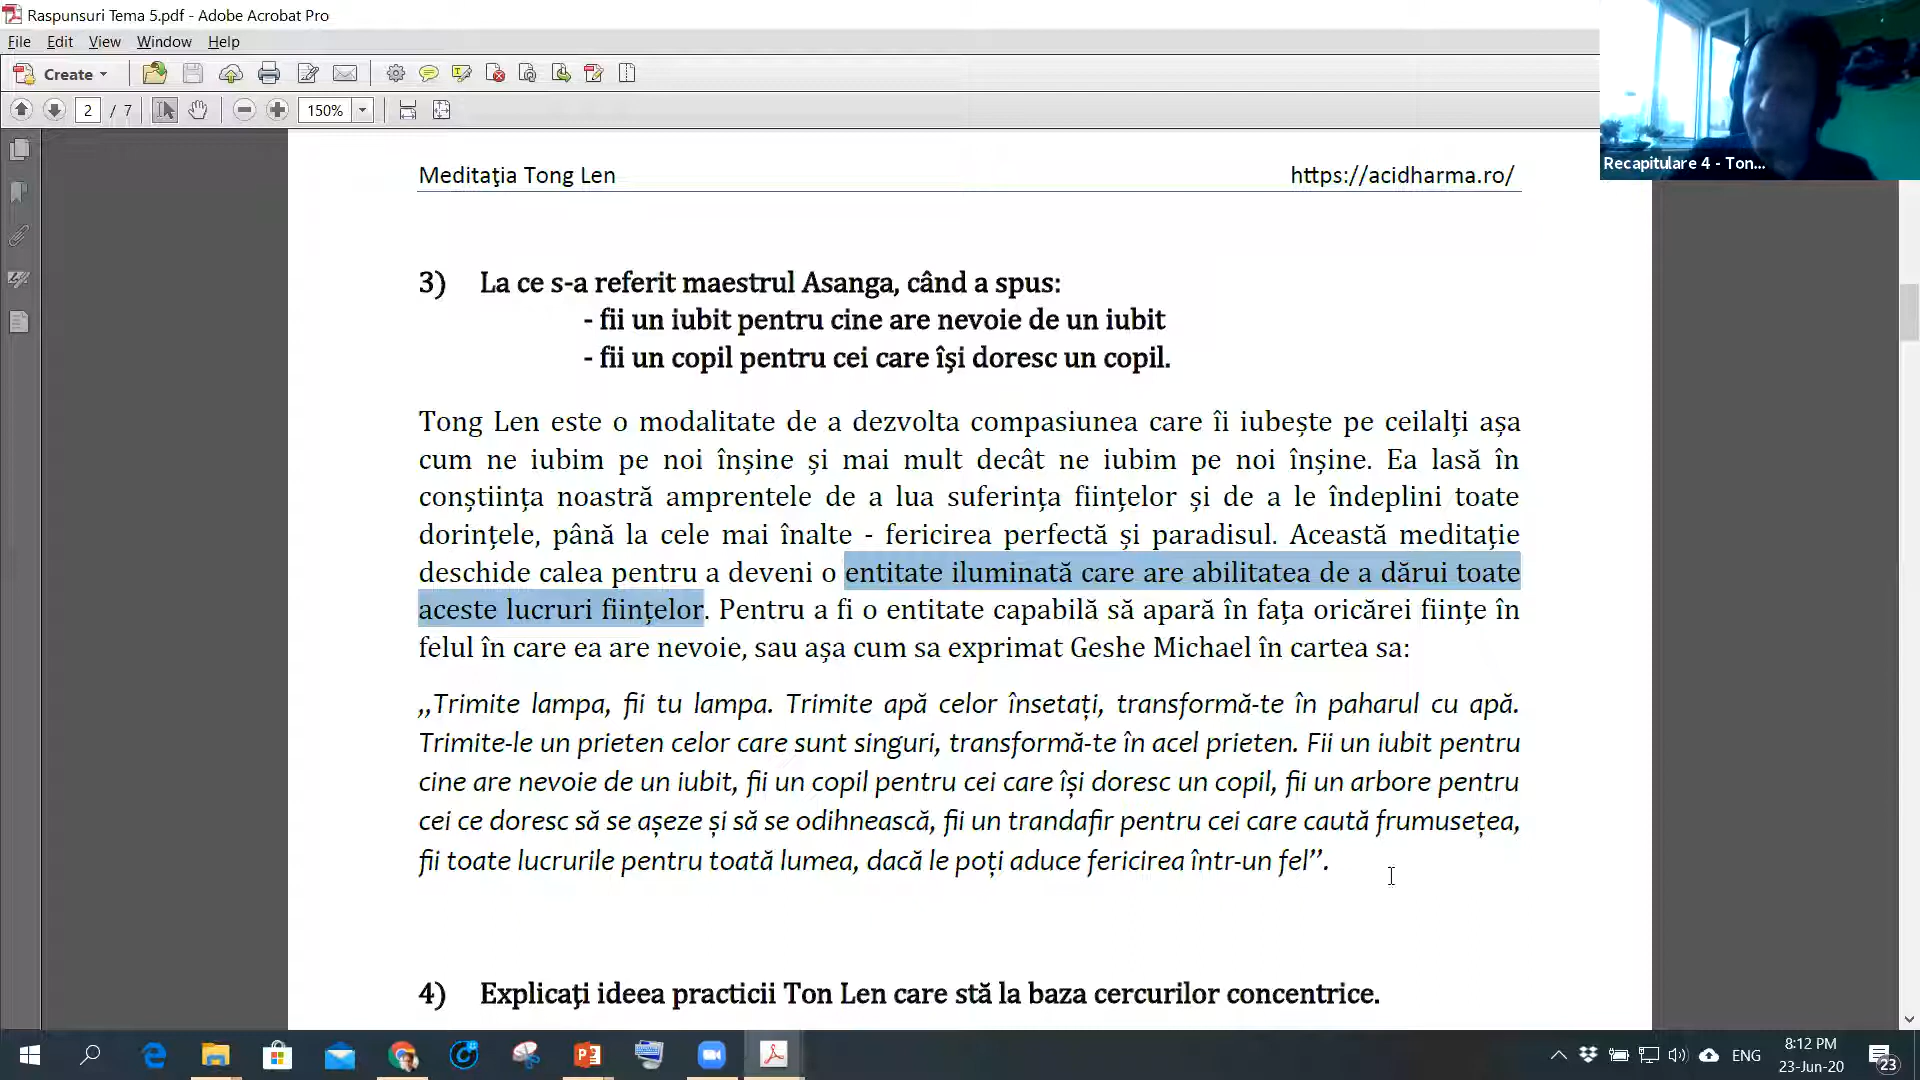 Raspunsuri Tema 5.pdf - Adobe Acrobat Pro
File Edit View Window Help
Create
2 / 7 150%
Recapitulare 4 - Ton...
Meditaţia Tong Len https://acidharma.ro/
3) La ce s-a referit maestrul Asanga, când a spus:
- fii un iubit pentru cine are nevoie de un iubit
- fii un copil pentru cei care îşi doresc un copil.
Tong Len este o modalitate de a dezvolta compasiunea care îi iubește pe ceilalți așa
cum ne iubim pe noi înșine și mai mult decât ne iubim pe noi înșine. Ea lasă în
conștiința noastră amprentele de a lua suferința ființelor și de a le îndeplini toate
dorințele, până la cele mai înalte - fericirea perfectă și paradisul. Această meditație
deschide calea pentru a deveni o entitate iluminată care are abilitatea de a dărui toate
aceste lucruri ființelor. Pentru a fi o entitate capabilă să apară în fața oricărei ființe în
felul în care ea are nevoie, sau așa cum sa exprimat Geshe Michael în cartea sa:
„Trimite lampa, fii tu lampa. Trimite apă celor însetați, transformă-te în paharul cu apă.
Trimite-le un prieten celor care sunt singuri, transformă-te în acel prieten. Fii un iubit pentru
cine are nevoie de un iubit, fii un copil pentru cei care își doresc un copil, fii un arbore pentru
cei ce doresc să se așeze și să se odihnească, fii un trandafir pentru cei care caută frumusețea,
fii toate lucrurile pentru toată lumea, dacă le poți aduce fericirea într-un fel”.
4) Explicaţi ideea practicii Ton Len care stă la baza cercurilor concentrice.
ENG
8:12 PM
23-Jun-20
23